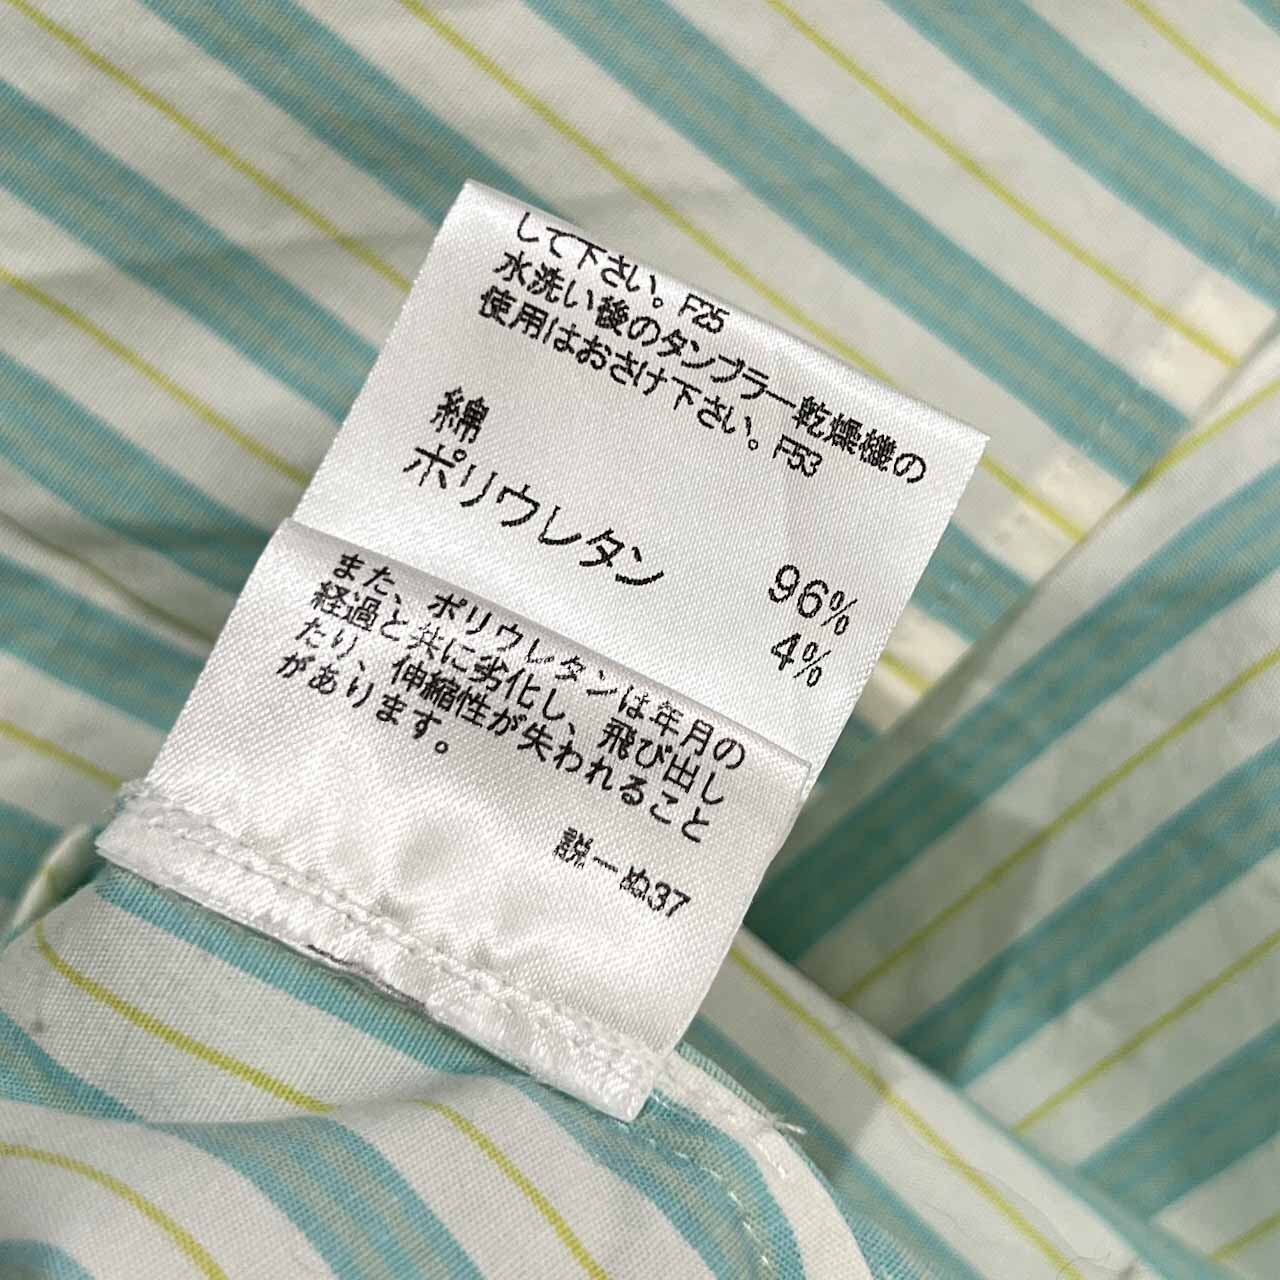 して下さい。F25
水洗い後のタンブラー乾燥機の
使用はおさけ下さい。F53
綿 96%
ポリウレタン 4%
また、ポリウレタンは年月の
経過と共に劣化し、飛び出し
たり、伸縮性が失われること
があります。
説ーぬ37